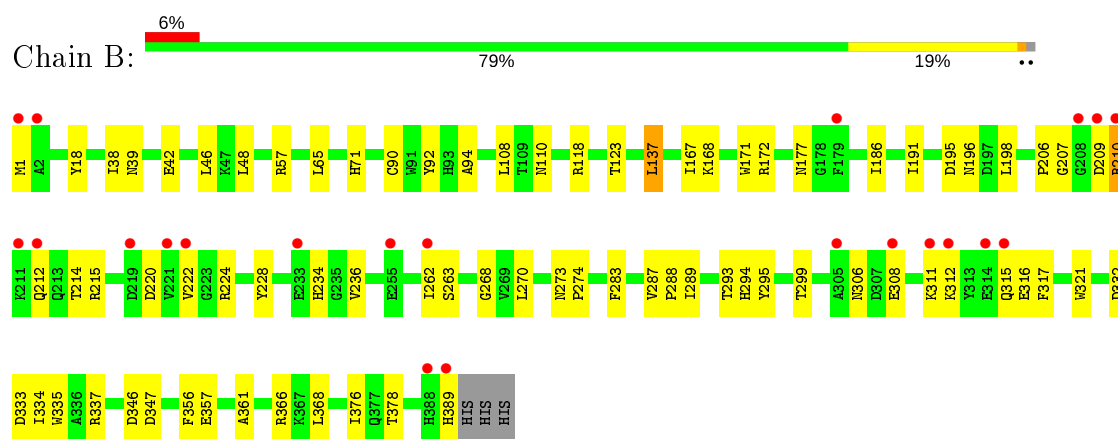 6%
Chain B:
79% 19%
M1 A2 Y18 I38 N39 E42 L46 K47 L48 R57 L65 H71 C90 W91 Y92 H93 A94 L108 T109 N110 R118 T123 L137 I167 K168 W171 R172 N177 G178 F179 I186 I191 D195 N196 D197 L198 P206 G207 G208 D209
K211 Q212 Q213 T214 R215 D219 D220 V221 V222 G223 R224 Y228 E233 H234 G235 V236 E255 I262 S263 G268 V269 L270 N273 P274 F283 V287 P288 I289 T293 H294 Y295 T299 A305 N306 D307 E308 K311 K312 Y313 E314 Q315 E316 F317 W321
D333 I334 W335 A336 R337 D346 D347 F356 E357 A361 R366 K367 L368 I376 Q377 T378 H388 H389 HIS HIS HIS